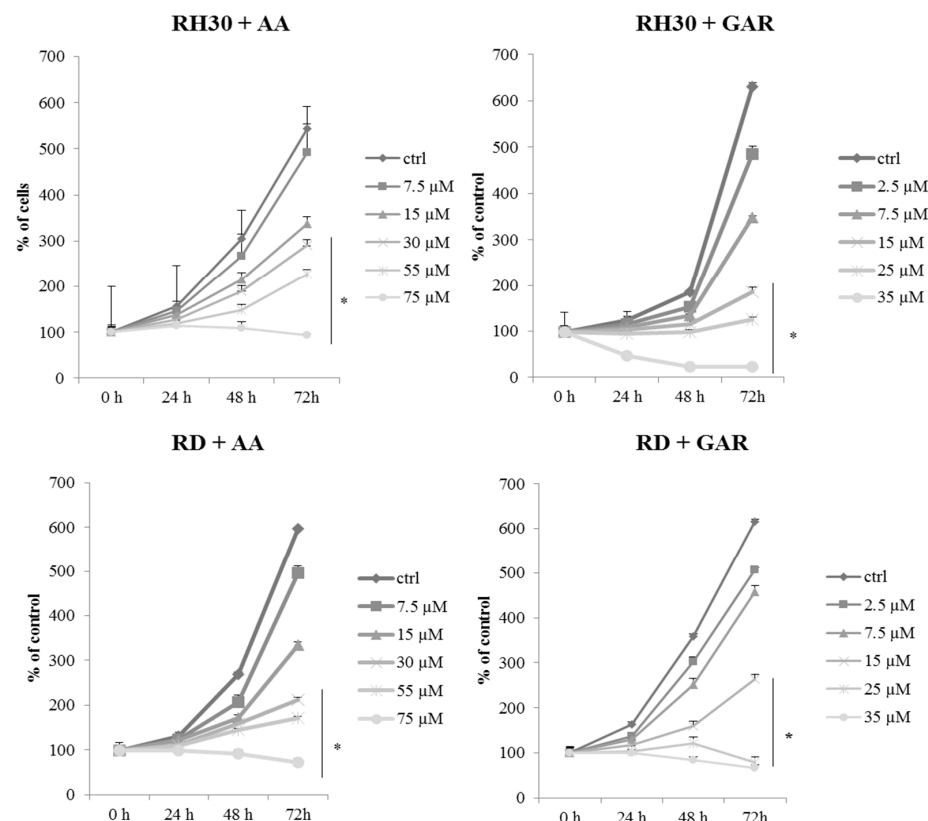 RH30 + AA
% of cells
700
600
500
400
300
200
100
0
0 h 24 h 48 h 72h
ctrl
7.5 µM
15 µM
30 µM
55 µM
75 µM
*
RH30 + GAR
% of control
700
600
500
400
300
200
100
0
0 h 24 h 48 h 72h
ctrl
2.5 µM
7.5 µM
15 µM
25 µM
35 µM
*
RD + AA
% of control
700
600
500
400
300
200
100
0
0 h 24 h 48 h 72h
ctrl
7.5 µM
15 µM
30 µM
55 µM
75 µM
*
RD + GAR
% of control
700
600
500
400
300
200
100
0
0 h 24 h 48 h 72h
ctrl
2.5 µM
7.5 µM
15 µM
25 µM
35 µM
*